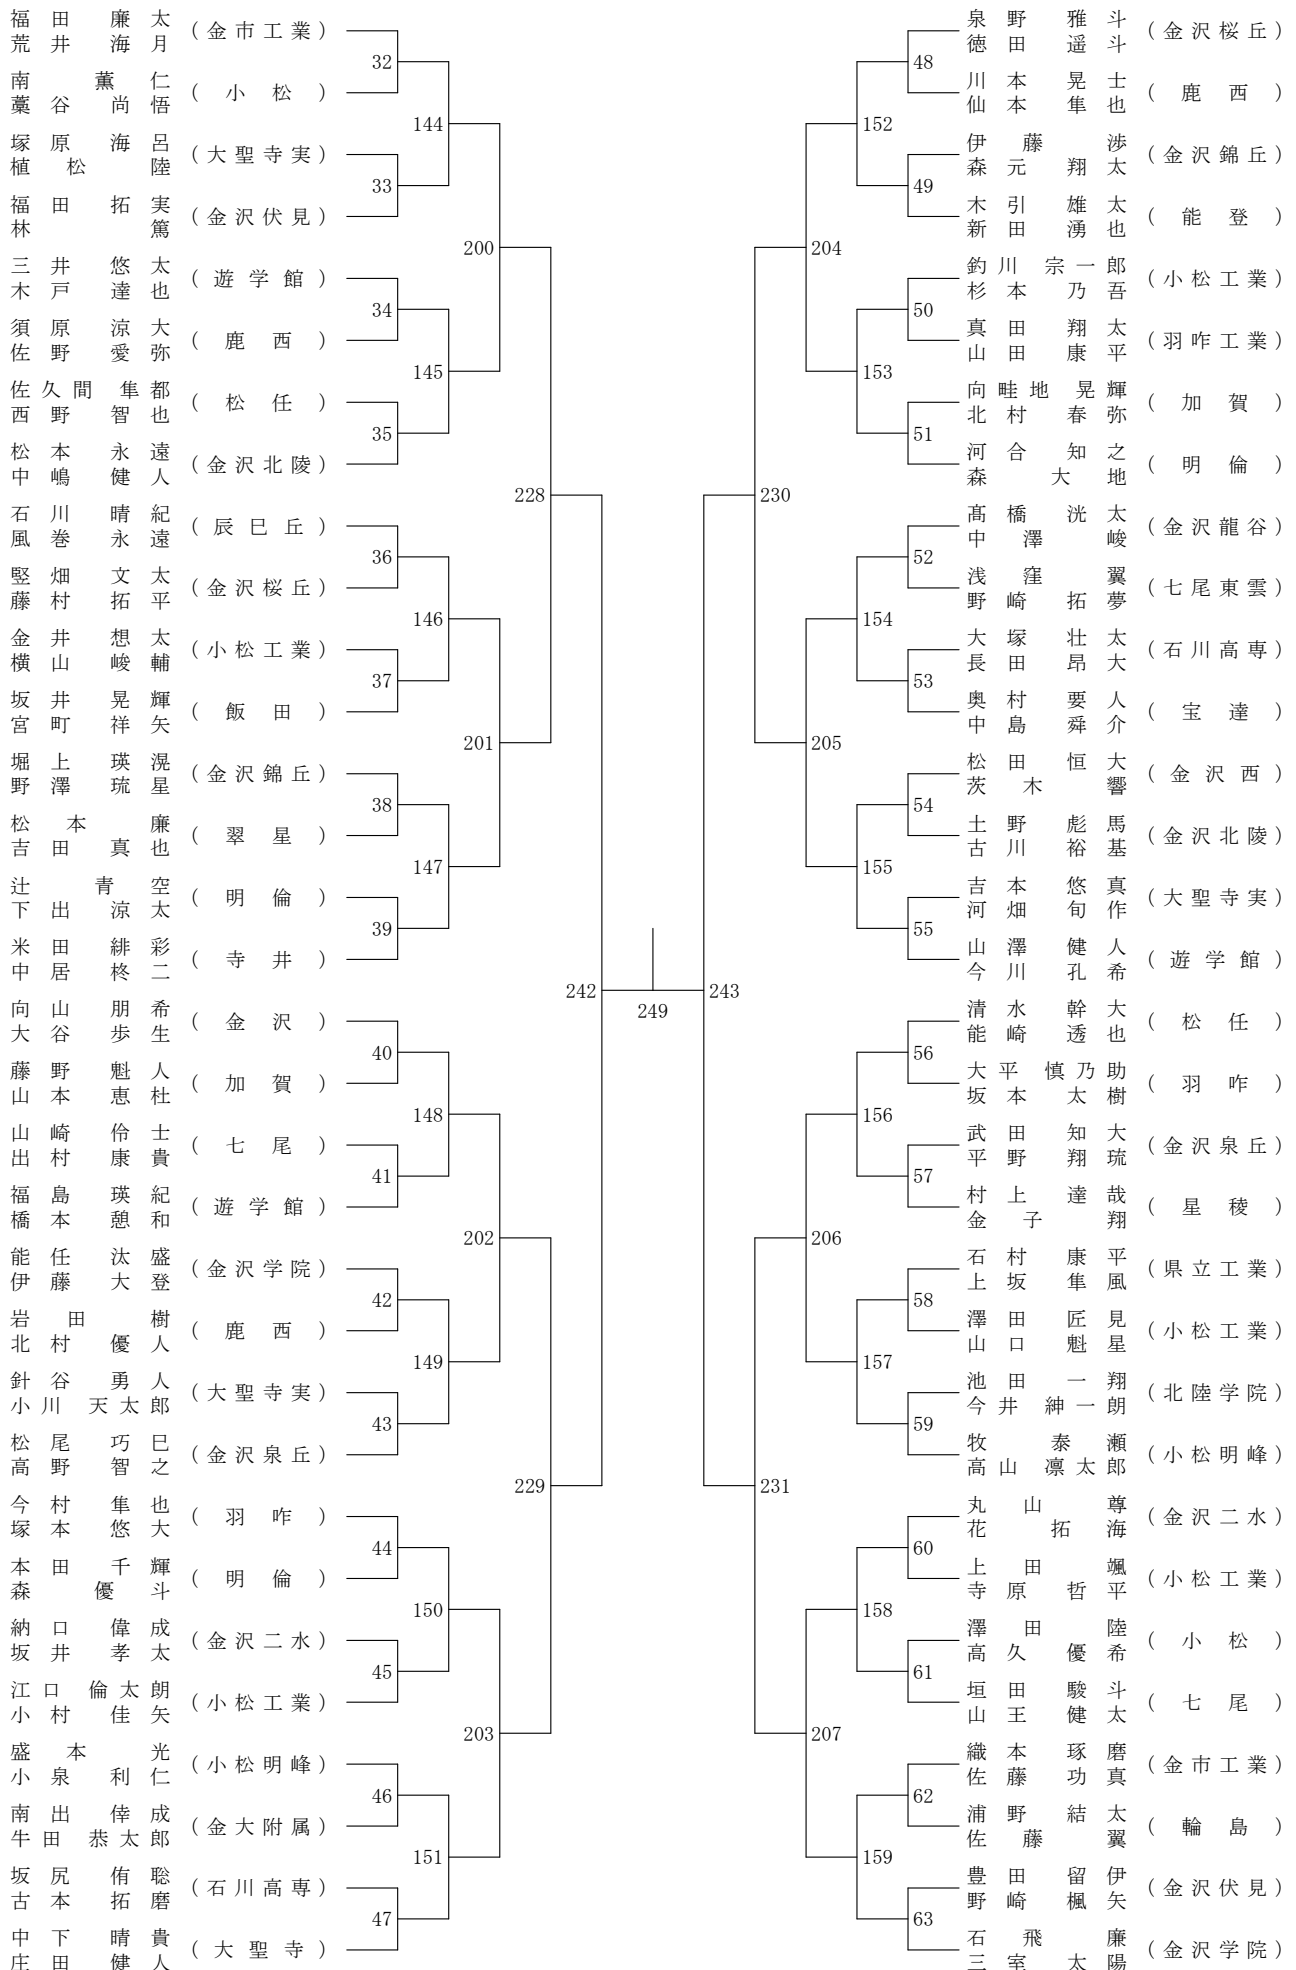 福田 廉太
荒井 海月 (金市工業)
32
南 薫仁
藁谷 尚悟 (小松)
144
塚原 海呂
植松 陸 (大聖寺実)
33
福田 拓実
林 篤 (金沢伏見)
200
三井 悠太
木戸 達也 (遊学館)
34
須原 涼大
佐野 愛弥 (鹿西)
145
佐久間 隼都
西野 智也 (松任)
35
松本 永遠
中嶋 健人 (金沢北陵)
228
石川 晴紀
風巻 永遠 (辰巳丘)
36
堅畑 文太
藤村 拓平 (金沢桜丘)
146
金井 想太
横山 峻輔 (小松工業)
37
坂井 晃輝
宮町 祥矢 (飯田)
201
堀上 瑛滉
野澤 琉星 (金沢錦丘)
38
松本 廉
吉田 真也 (翠星)
147
辻 青空
下出 涼太 (明倫)
39
米田 緋彩
中居 柊二 (寺井)
242
向山 朋希
大谷 歩生 (金沢)
40
藤野 魁人
山本 恵杜 (加賀)
148
山崎 伶士
出村 康貴 (七尾)
41
福島 瑛紀
橋本 憩和 (遊学館)
202
能任 汰盛
伊藤 大登 (金沢学院)
42
岩田 樹
北村 優人 (鹿西)
149
針谷 勇人
小川 天太郎 (大聖寺実)
43
松尾 巧巳
高野 智之 (金沢泉丘)
229
今村 隼也
塚本 悠大 (羽咋)
44
本田 千輝
森 優斗 (明倫)
150
納口 偉成
坂井 孝太 (金沢二水)
45
江口 倫太朗
小村 佳矢 (小松工業)
203
盛本 光
小泉 利仁 (小松明峰)
46
南出 倖成
牛田 恭太郎 (金大附属)
151
坂尻 侑聡
古本 拓磨 (石川高専)
47
中下 晴貴
庄田 健人 (大聖寺)
249
泉野 雅斗
徳田 遥斗 (金沢桜丘)
48
川本 晃士
仙本 隼也 (鹿西)
152
伊藤 渉
森元 翔太 (金沢錦丘)
49
木引 雄太
新田 湧也 (能登)
204
釣川 宗一郎
杉本 乃吾 (小松工業)
50
真田 翔太
山田 康平 (羽咋工業)
153
向畦地 晃輝
北村 春弥 (加賀)
51
河合 知之
森 大地 (明倫)
230
髙橋 洸太
中澤 峻 (金沢龍谷)
52
浅窪 翼
野崎 拓夢 (七尾東雲)
154
大塚 壮太
長田 昂大 (石川高専)
53
奥村 要人
中島 舜介 (宝達)
205
松田 恒大
茨木 響 (金沢西)
54
土野 彪馬
古川 裕基 (金沢北陵)
155
吉本 悠真
河畑 旬作 (大聖寺実)
55
山澤 健人
今川 孔希 (遊学館)
243
清水 幹大
能崎 透也 (松任)
56
大平 慎乃助
坂本 太樹 (羽咋)
156
武田 知大
平野 翔琉 (金沢泉丘)
57
村上 達哉
金子 翔 (星稜)
206
石村 康平
上坂 隼風 (県立工業)
58
澤田 匠見
山口 魁星 (小松工業)
157
池田 一翔
今井 紳一朗 (北陸学院)
59
牧 泰瀬
高山 凛太郎 (小松明峰)
231
丸山 尊
花 拓海 (金沢二水)
60
上田 颯
寺原 哲平 (小松工業)
158
澤田 陸
高久 優希 (小松)
61
垣田 駿斗
山王 健太 (七尾)
207
織本 琢磨
佐藤 功真 (金市工業)
62
浦野 結太
佐藤 翼 (輪島)
159
豊田 留伊
野崎 楓矢 (金沢伏見)
63
石飛 廉
三室 太陽 (金沢学院)